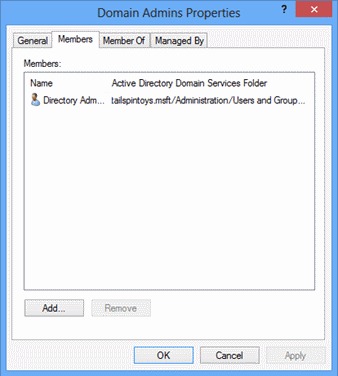 Domain Admins Properties
?
General Members Member Of Managed By
Members:
Name Active Directory Domain Services Folder
Directory Adm... tailspintoys.msft/Administration/Users and Group...
Add... Remove
OK Cancel Apply